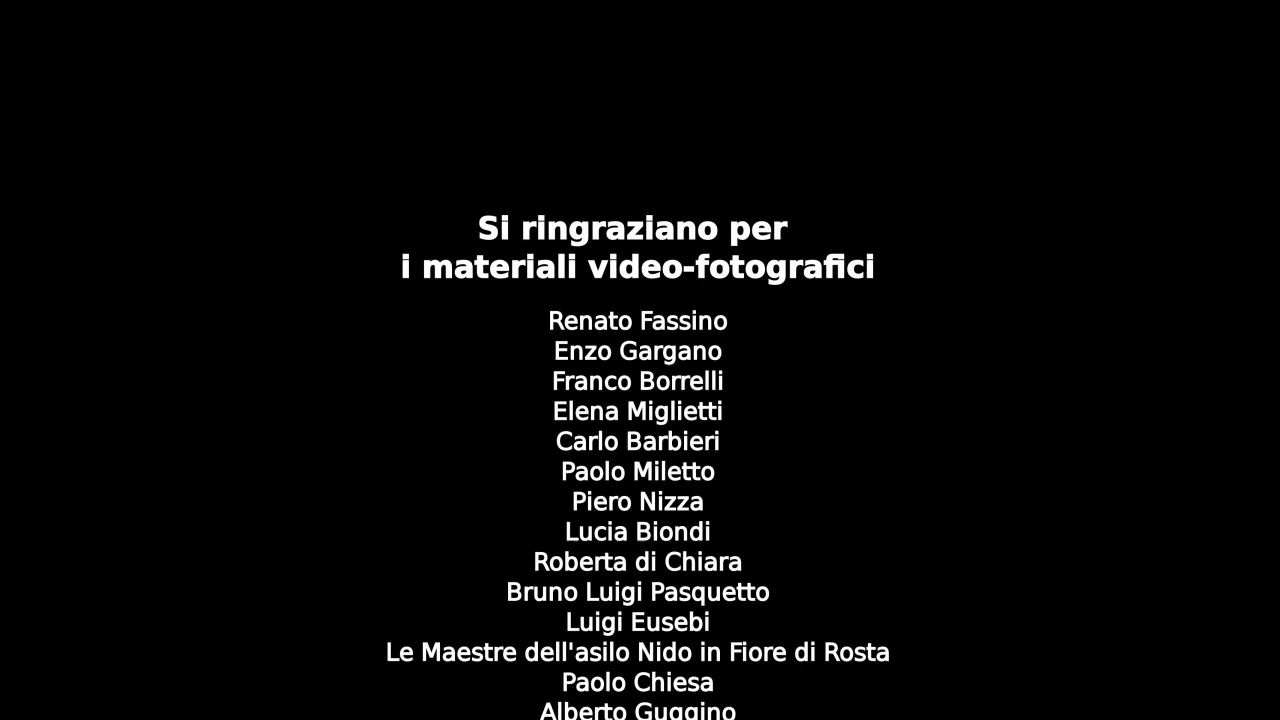 Si ringraziano per
i materiali video-fotografici
Renato Fassino
Enzo Gargano
Franco Borrelli
Elena Miglietti
Carlo Barbieri
Paolo Miletto
Piero Nizza
Lucia Biondi
Roberta di Chiara
Bruno Luigi Pasquetto
Luigi Eusebi
Le Maestre dell'asilo Nido in Fiore di Rosta
Paolo Chiesa
Alberto Guggino